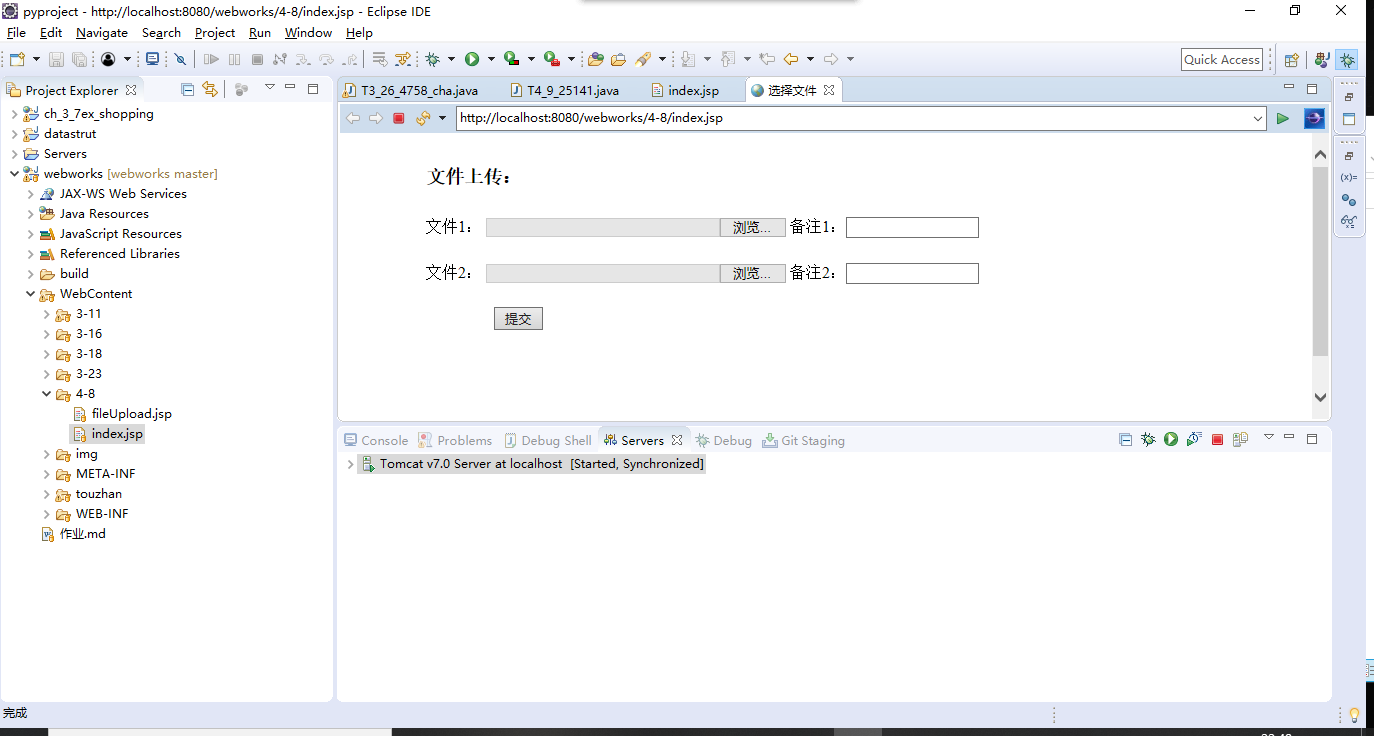 pyproject - http://localhost:8080/webworks/4-8/index.jsp - Eclipse IDE
File Edit Navigate Search Project Run Window Help
Quick Access
Project Explorer
ch_3_7ex_shopping
datastrut
Servers
webworks [webworks master]
JAX-WS Web Services
Java Resources
JavaScript Resources
Referenced Libraries
build
WebContent
3-11
3-16
3-18
3-23
4-8
fileUpload.jsp
index.jsp
img
META-INF
touzhan
WEB-INF
作业.md
T3_26_4758_cha.java T4_9_25141.java index.jsp 选择文件
http://localhost:8080/webworks/4-8/index.jsp
文件上传：
文件1： 浏览... 备注1：
文件2： 浏览... 备注2：
提交
Console Problems Debug Shell Servers Debug Git Staging
Tomcat v7.0 Server at localhost [Started, Synchronized]
(x)=
完成